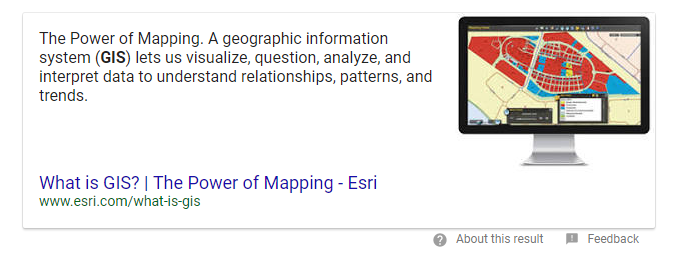 The Power of Mapping. A geographic information
system (GIS) lets us visualize, question, analyze, and
interpret data to understand relationships, patterns, and
trends.
What is GIS? | The Power of Mapping - Esri
www.esri.com/what-is-gis
About this result
Feedback